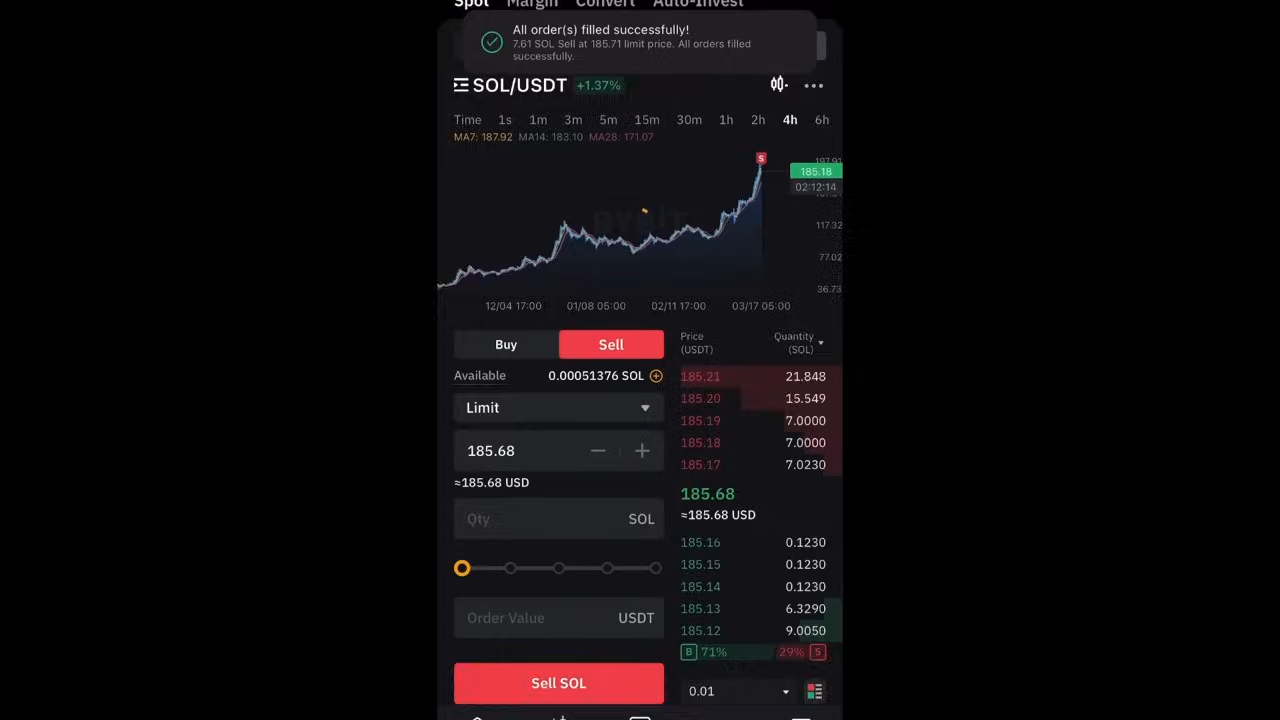 Spot Margin Convert Auto-Invest
All order(s) filled successfully!
7.61 SOL Sell at 185.71 limit price. All orders filled
successfully.
SOL/USDT +1.37%
Time 1s 1m 3m 5m 15m 30m 1h 2h 4h 6h
MA7: 187.92 MA14: 183.10 MA28: 171.07
S
197.91
185.18
02:12:14
BYBIT
117.32
77.02
36.73
12/04 17:00 01/08 05:00 02/11 17:00 03/17 05:00
Buy Sell
Available 0.00051376 SOL
Limit
185.68
≈185.68 USD
Qty SOL
Order Value USDT
Sell SOL
Price Quantity
(USDT) (SOL)
185.21 21.848
185.20 15.549
185.19 7.0000
185.18 7.0000
185.17 7.0230
185.68
≈185.68 USD
185.16 0.1230
185.15 0.1230
185.14 0.1230
185.13 6.3290
185.12 9.0050
B 71% 29% S
0.01